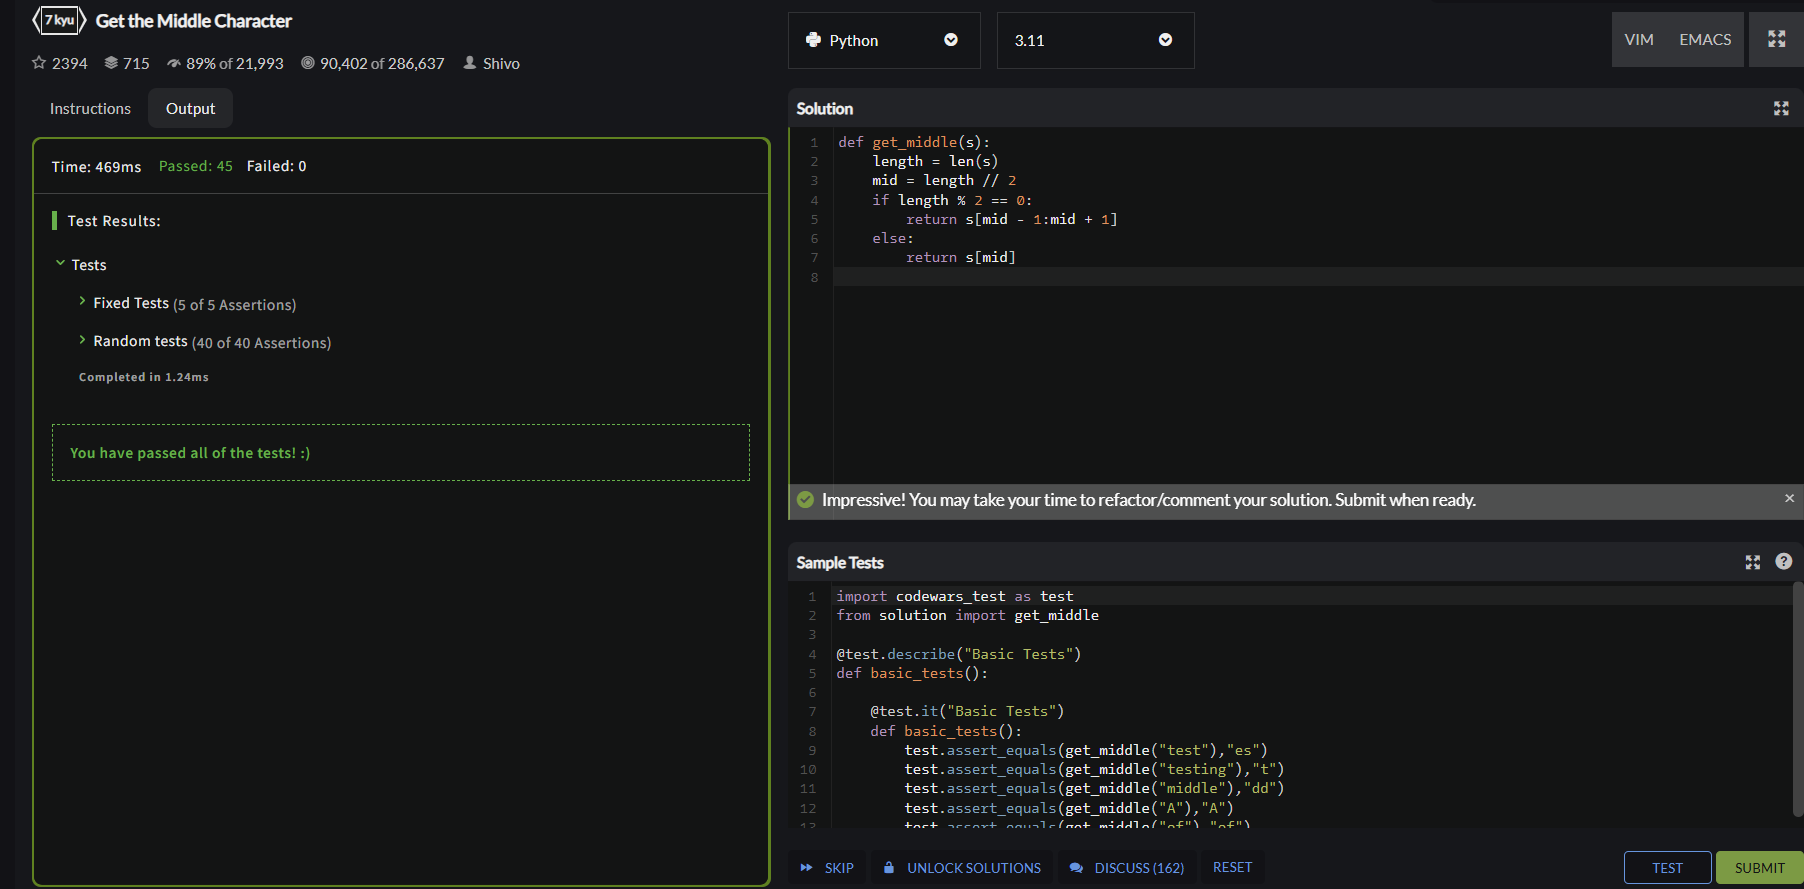 7 kyu Get the Middle Character
2394 715 89% of 21,993 90,402 of 286,637 Shivo
Instructions Output
Time: 469ms Passed: 45 Failed: 0
Test Results:
Tests
Fixed Tests (5 of 5 Assertions)
Random tests (40 of 40 Assertions)
Completed in 1.24ms
You have passed all of the tests! :)
Python 3.11 VIM EMACS
Solution
1 def get_middle(s):
2     length = len(s)
3     mid = length // 2
4     if length % 2 == 0:
5         return s[mid - 1:mid + 1]
6     else:
7         return s[mid]
8
Impressive! You may take your time to refactor/comment your solution. Submit when ready.
Sample Tests
1 import codewars_test as test
2 from solution import get_middle
3
4 @test.describe("Basic Tests")
5 def basic_tests():
6
7     @test.it("Basic Tests")
8     def basic_tests():
9         test.assert_equals(get_middle("test"),"es")
10         test.assert_equals(get_middle("testing"),"t")
11         test.assert_equals(get_middle("middle"),"dd")
12         test.assert_equals(get_middle("A"),"A")
13         test.assert_equals(get_middle("of"),"of")
SKIP UNLOCK SOLUTIONS DISCUSS (162) RESET TEST SUBMIT